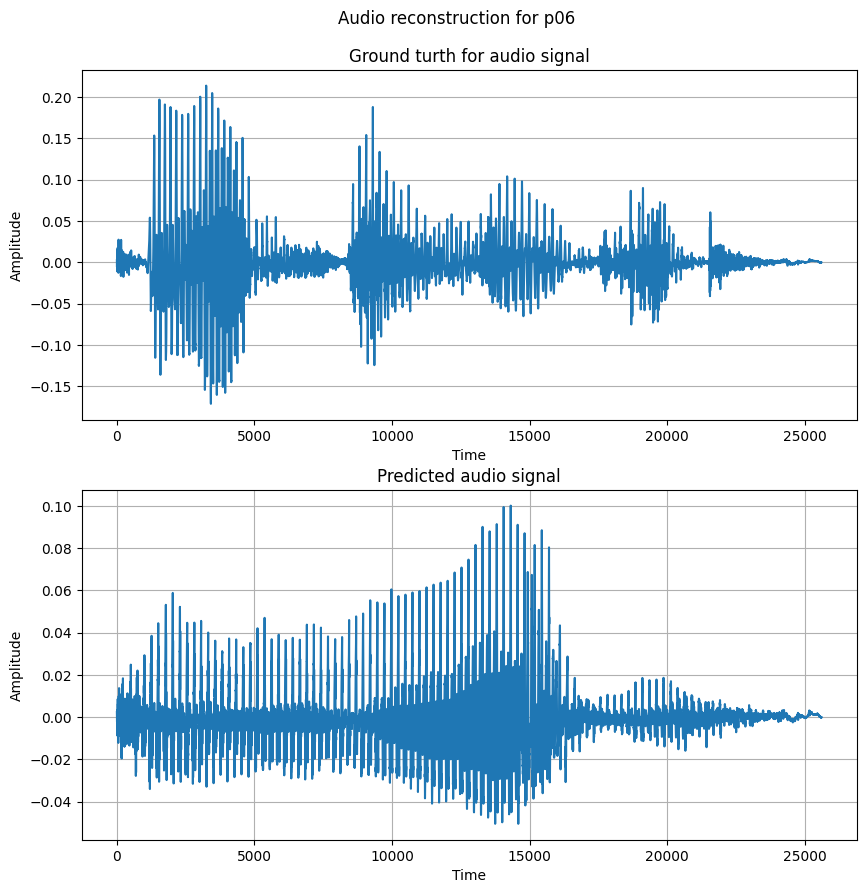 Audio reconstruction for p06
Ground turth for audio signal
0.20
0.15
0.10
0.05
0.00
−0.05
−0.10
−0.15
Amplitude
0 5000 10000 15000 20000 25000
Time
Predicted audio signal
0.10
0.08
0.06
0.04
0.02
0.00
−0.02
−0.04
Amplitude
0 5000 10000 15000 20000 25000
Time